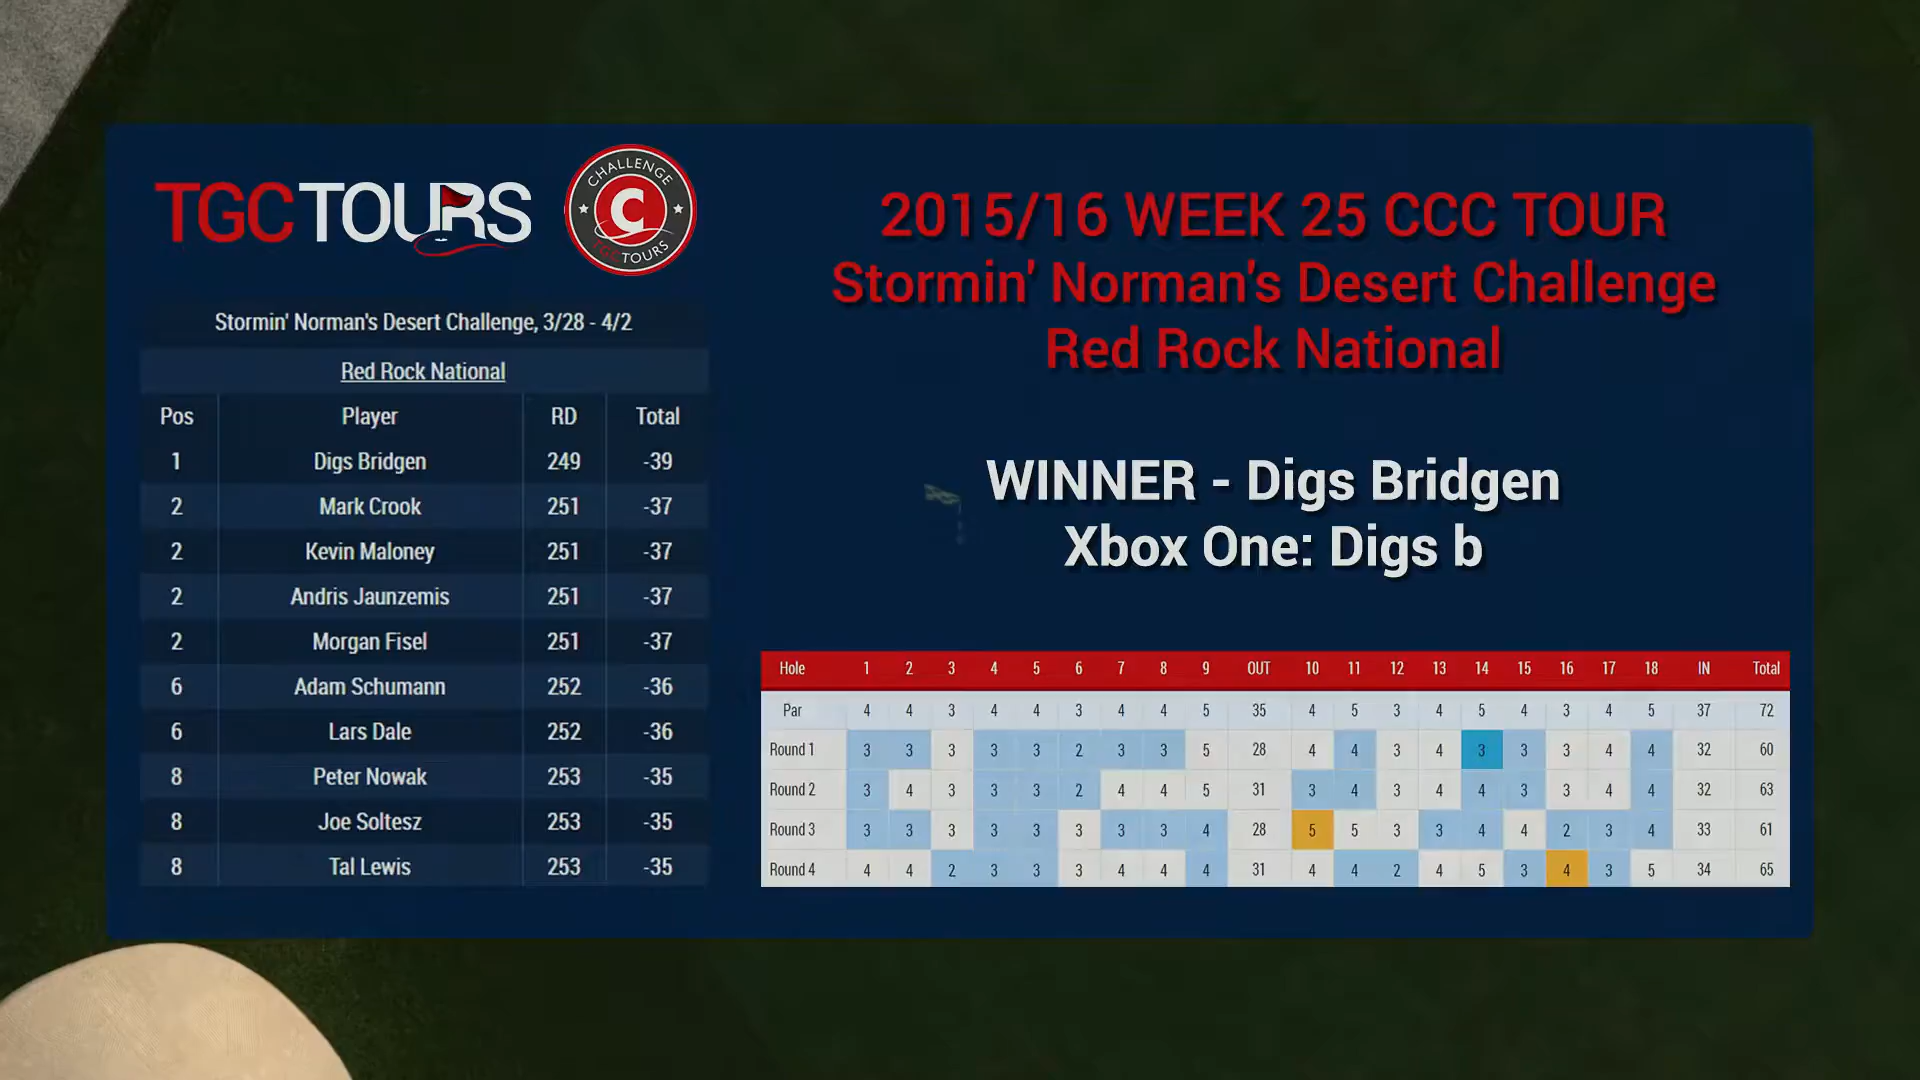 TGCTOURS
CHALLENGE
C
TGCTOURS
Stormin' Norman's Desert Challenge, 3/28 - 4/2
Red Rock National
Pos Player RD Total
1 Digs Bridgen 249 -39
2 Mark Crook 251 -37
2 Kevin Maloney 251 -37
2 Andris Jaunzemis 251 -37
2 Morgan Fisel 251 -37
6 Adam Schumann 252 -36
6 Lars Dale 252 -36
8 Peter Nowak 253 -35
8 Joe Soltesz 253 -35
8 Tal Lewis 253 -35
2015/16 WEEK 25 CCC TOUR
Stormin' Norman's Desert Challenge
Red Rock National
WINNER - Digs Bridgen
Xbox One: Digs b
Hole 1 2 3 4 5 6 7 8 9 OUT 10 11 12 13 14 15 16 17 18 IN Total
Par 4 4 3 4 4 3 4 4 5 35 4 5 3 4 5 4 3 4 5 37 72
Round 1 3 3 3 3 3 2 3 3 5 28 4 4 3 4 3 3 3 4 4 32 60
Round 2 3 4 3 3 3 2 4 4 5 31 3 4 3 4 4 3 3 4 4 32 63
Round 3 3 3 3 3 3 3 3 3 4 28 5 5 3 3 4 4 2 3 4 33 61
Round 4 4 4 2 3 3 3 4 4 4 31 4 4 2 4 5 3 4 3 5 34 65